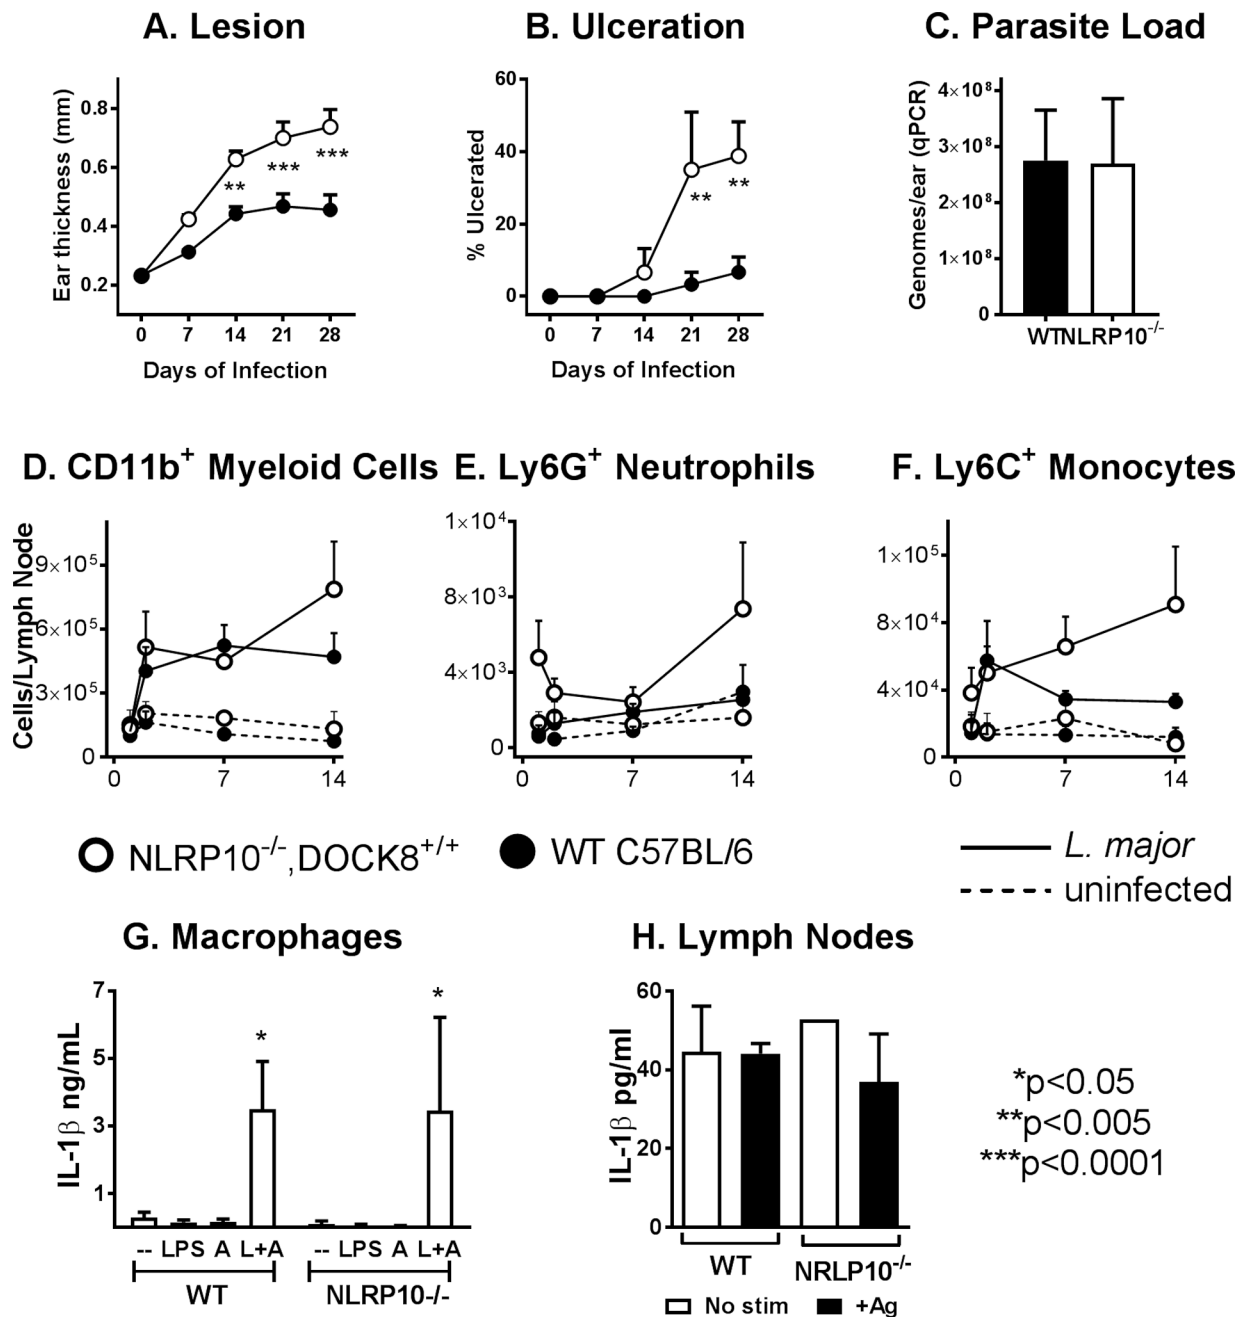 A. Lesion
Ear thickness (mm)
0.8
0.6
0.4
0.2
**
***
***
0
7
14
21
28
Days of Infection
B. Ulceration
% Ulcerated
60
40
20
0
**
**
0
7
14
21
28
Days of Infection
C. Parasite Load
Genomes/ear (qPCR)
4×10⁸
3×10⁸
2×10⁸
1×10⁸
0
WT
NLRP10⁻/⁻
D. CD11b⁺ Myeloid Cells
Cells/Lymph Node
9×10⁵
6×10⁵
3×10⁵
0
0
7
14
E. Ly6G⁺ Neutrophils
1×10⁴
8×10³
4×10³
0
0
7
14
F. Ly6C⁺ Monocytes
1×10⁵
8×10⁴
4×10⁴
0
0
7
14
NLRP10⁻/⁻,DOCK8⁺/⁺
WT C57BL/6
L. major
uninfected
G. Macrophages
IL-1β ng/mL
7
5
3
1
*
*
-- LPS A L+A
-- LPS A L+A
WT
NLRP10-/-
H. Lymph Nodes
IL-1β pg/ml
60
40
20
0
WT
NRLP10⁻/⁻
No stim
+Ag
*p<0.05
**p<0.005
***p<0.0001